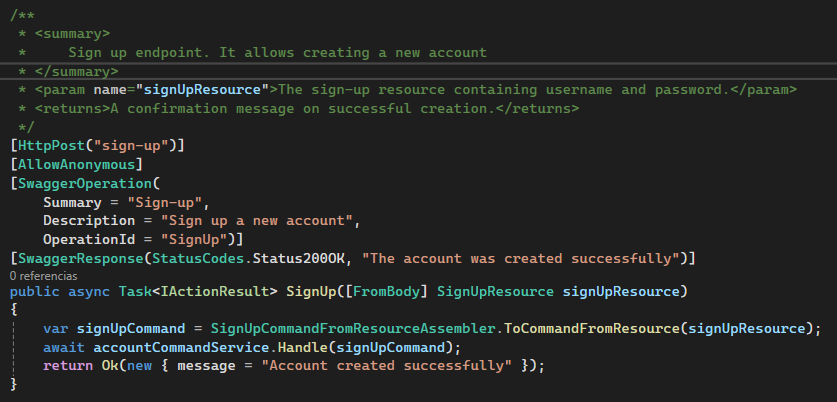 /**
 * <summary>
 *     Sign up endpoint. It allows creating a new account
 * </summary>
 * <param name="signUpResource">The sign-up resource containing username and password.</param>
 * <returns>A confirmation message on successful creation.</returns>
 */
[HttpPost("sign-up")]
[AllowAnonymous]
[SwaggerOperation(
    Summary = "Sign-up",
    Description = "Sign up a new account",
    OperationId = "SignUp")]
[SwaggerResponse(StatusCodes.Status200OK, "The account was created successfully")]
0 referencias
public async Task<IActionResult> SignUp([FromBody] SignUpResource signUpResource)
{
    var signUpCommand = SignUpCommandFromResourceAssembler.ToCommandFromResource(signUpResource);
    await accountCommandService.Handle(signUpCommand);
    return Ok(new { message = "Account created successfully" });
}